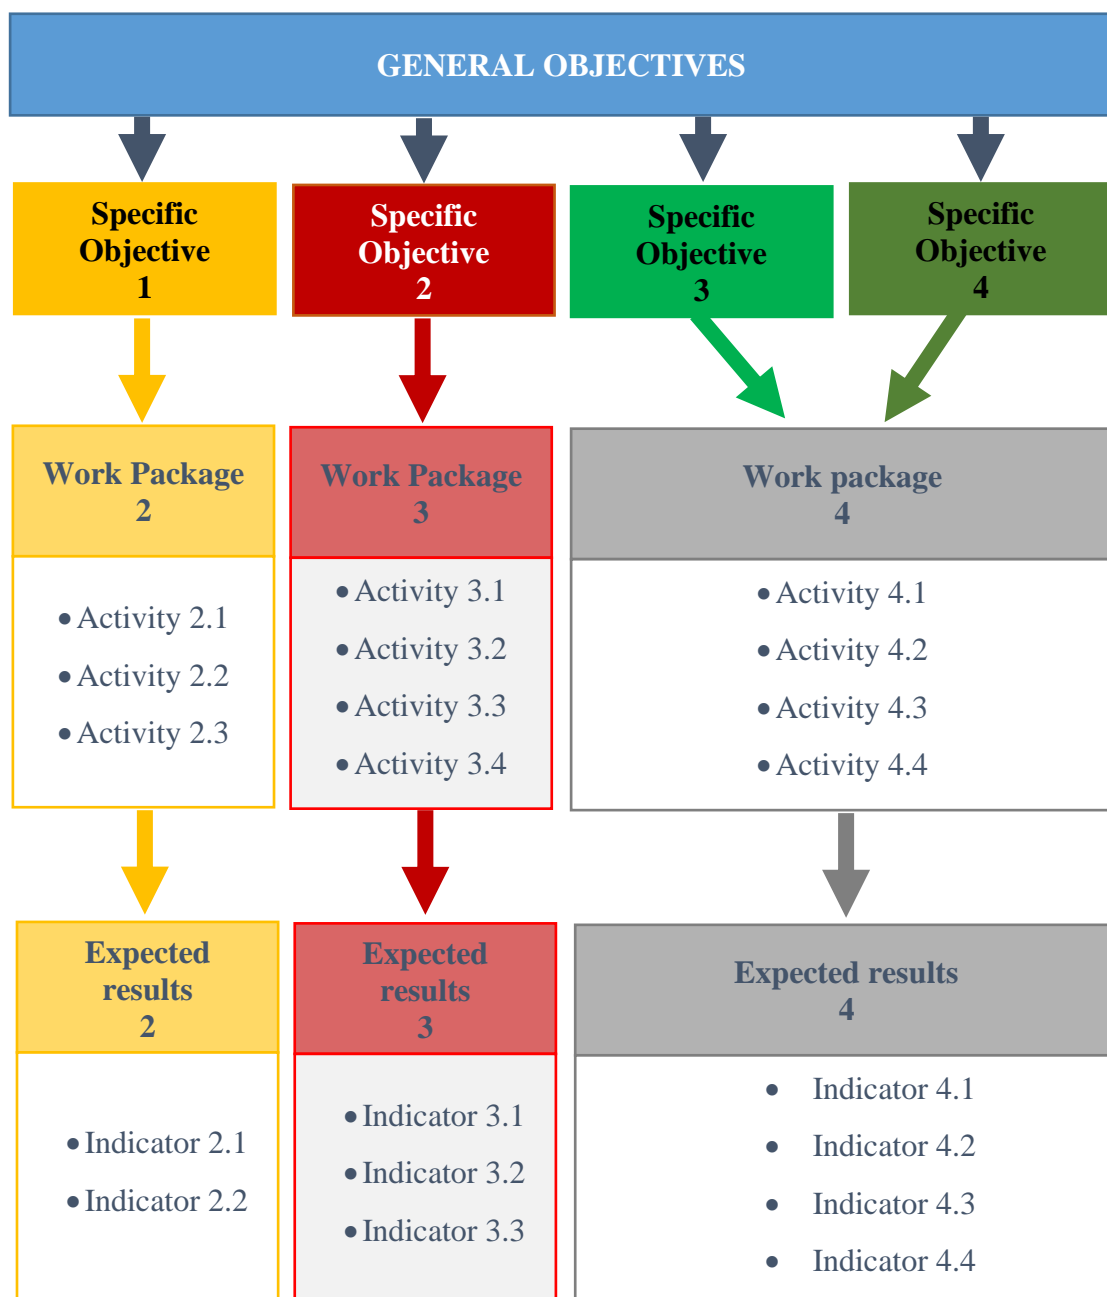 GENERAL OBJECTIVES
Specific
Objective
1
Specific
Objective
2
Specific
Objective
3
Specific
Objective
4
Work Package
2
• Activity 2.1
• Activity 2.2
• Activity 2.3
Work Package
3
• Activity 3.1
• Activity 3.2
• Activity 3.3
• Activity 3.4
Work package
4
• Activity 4.1
• Activity 4.2
• Activity 4.3
• Activity 4.4
Expected
results
2
• Indicator 2.1
• Indicator 2.2
Expected
results
3
• Indicator 3.1
• Indicator 3.2
• Indicator 3.3
Expected results
4
• Indicator 4.1
• Indicator 4.2
• Indicator 4.3
• Indicator 4.4